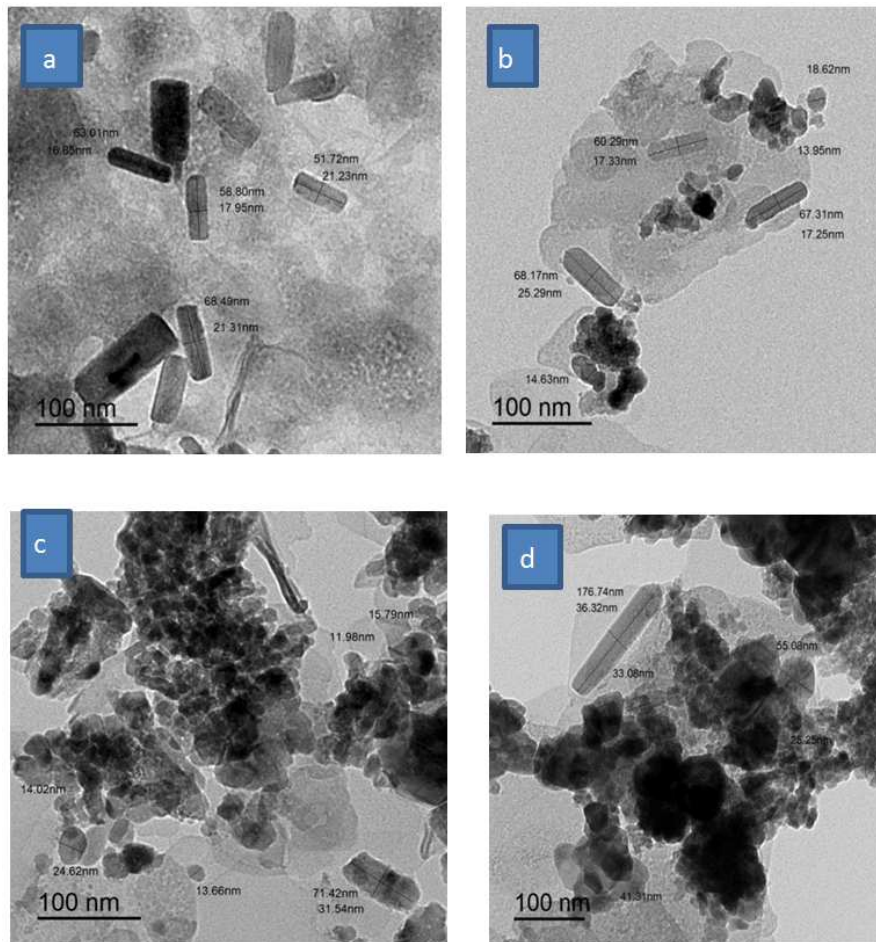 a
63.01nm
16.85nm
51.72nm
21.23nm
58.80nm
17.95nm
68.49nm
21.31nm
100 nm
b
18.62nm
60.29nm
17.33nm
13.95nm
67.31nm
17.25nm
68.17nm
25.29nm
14.63nm
100 nm
c
15.79nm
11.98nm
14.02nm
24.62nm
13.66nm
71.42nm
31.54nm
100 nm
d
176.74nm
36.32nm
55.08nm
33.08nm
41.31nm
100 nm